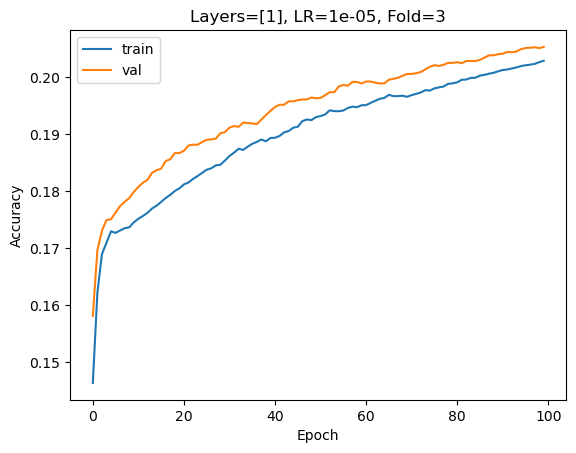 Layers=[1], LR=1e-05, Fold=3
train
val
0.20
0.19
0.18
0.17
0.16
0.15
Accuracy
0 20 40 60 80 100
Epoch